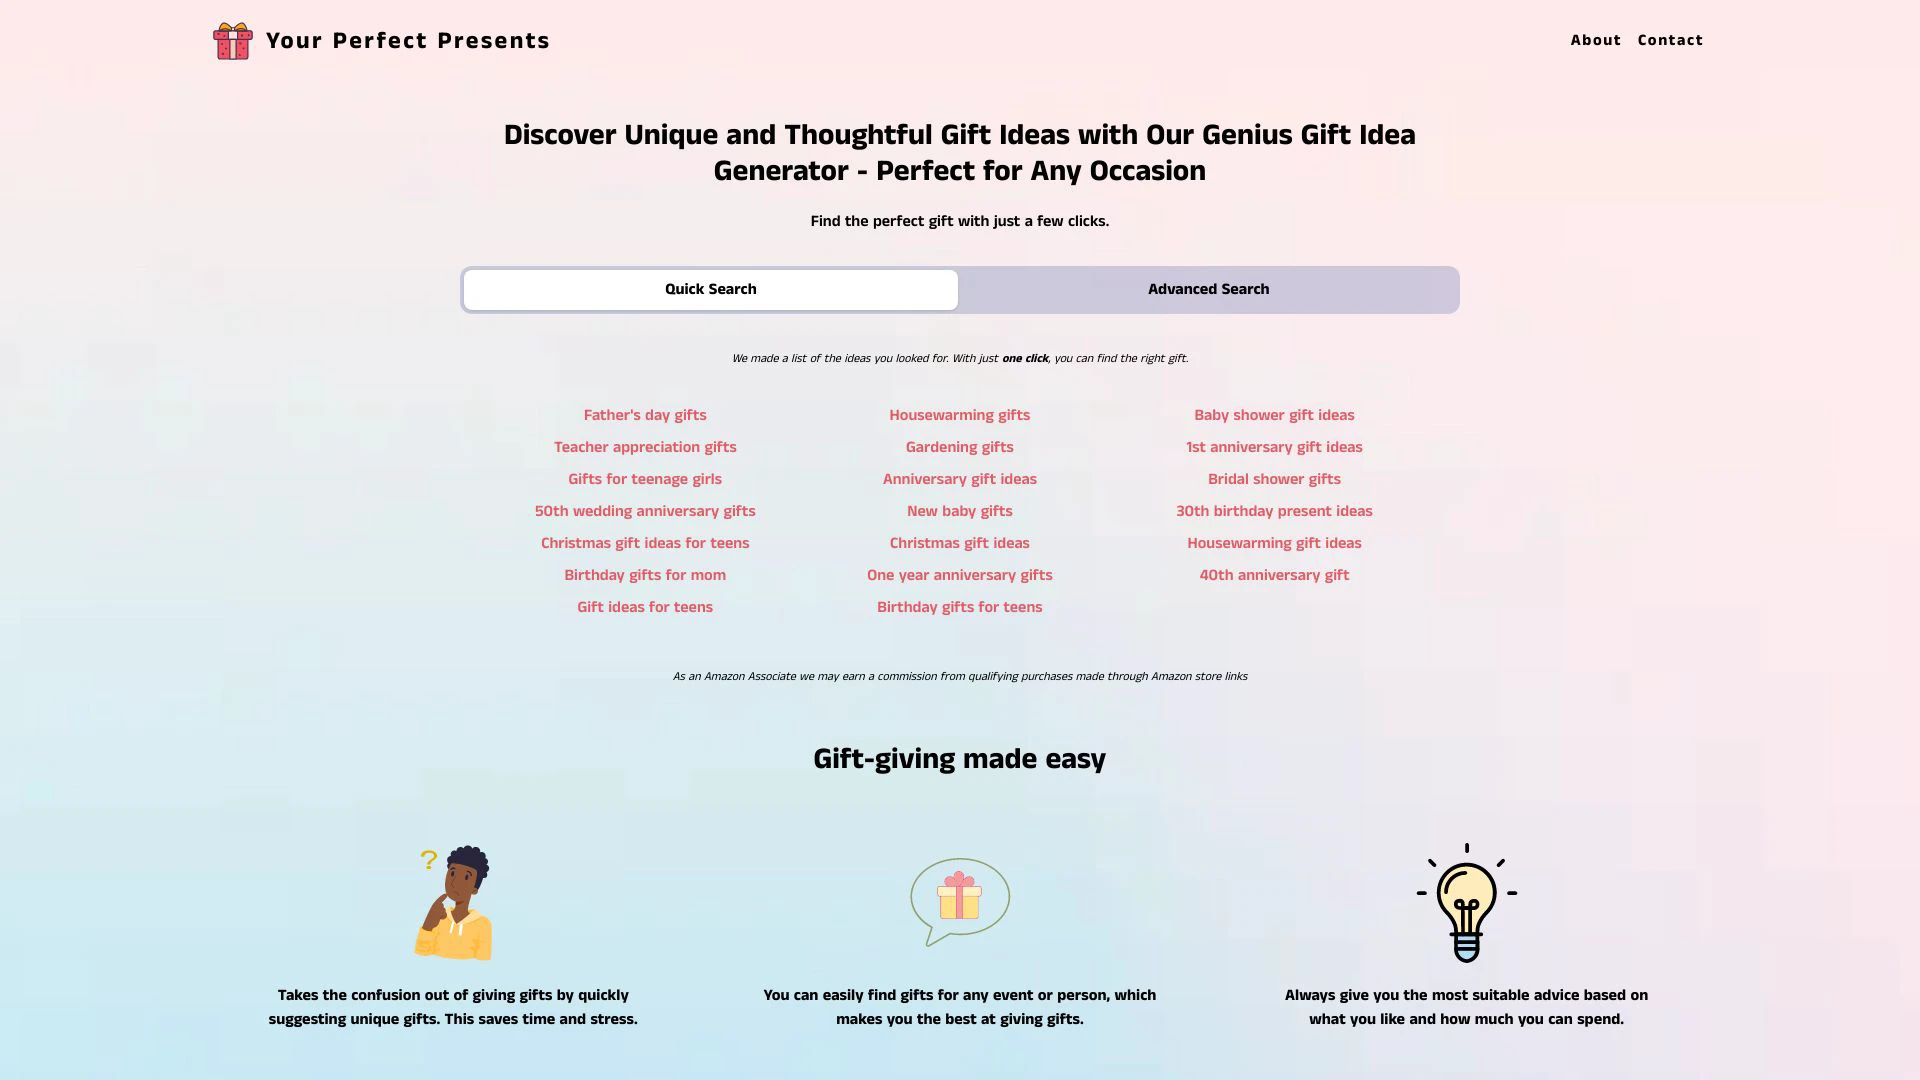 Your Perfect Presents
About
Contact
Discover Unique and Thoughtful Gift Ideas with Our Genius Gift Idea
Generator - Perfect for Any Occasion
Find the perfect gift with just a few clicks.
Quick Search
Advanced Search
We made a list of the ideas you looked for. With just one click, you can find the right gift.
Father's day gifts
Teacher appreciation gifts
Gifts for teenage girls
50th wedding anniversary gifts
Christmas gift ideas for teens
Birthday gifts for mom
Gift ideas for teens
Housewarming gifts
Gardening gifts
Anniversary gift ideas
New baby gifts
Christmas gift ideas
One year anniversary gifts
Birthday gifts for teens
Baby shower gift ideas
1st anniversary gift ideas
Bridal shower gifts
30th birthday present ideas
Housewarming gift ideas
40th anniversary gift
As an Amazon Associate we may earn a commission from qualifying purchases made through Amazon store links
Gift-giving made easy
?
Takes the confusion out of giving gifts by quickly
suggesting unique gifts. This saves time and stress.
You can easily find gifts for any event or person, which
makes you the best at giving gifts.
Always give you the most suitable advice based on
what you like and how much you can spend.